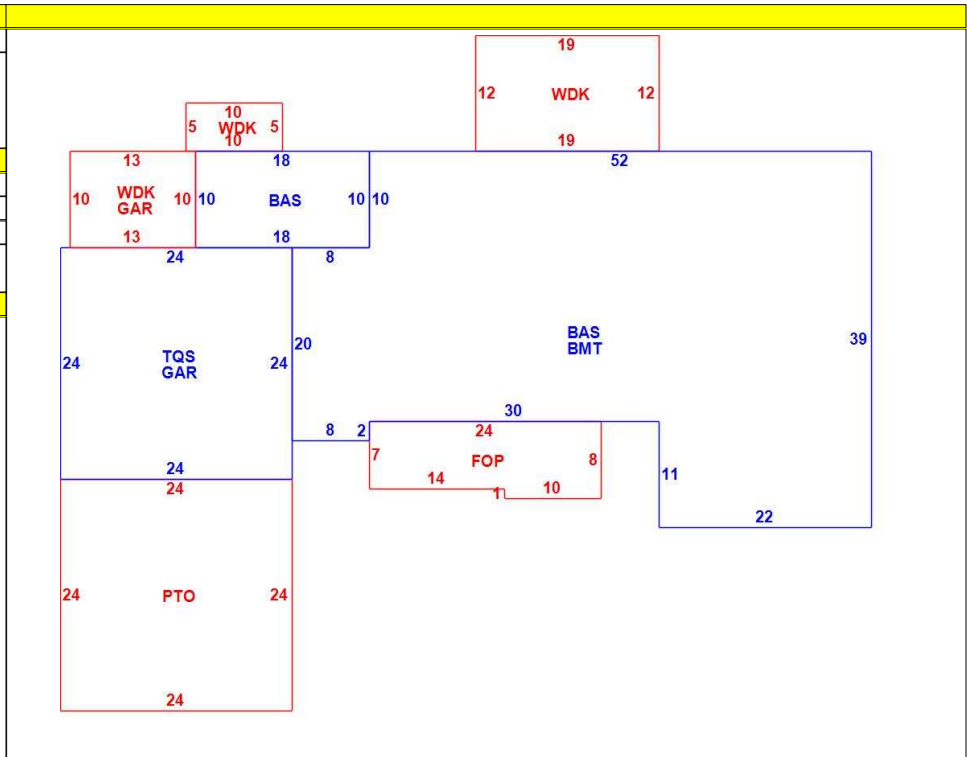 19
12 WDK 12
19
10
5 WDK 5
10
13 18 52
10 WDK 10 10 BAS 10 10
GAR
13 18
24 8
BAS
BMT 39
20
24 TQS 24
GAR
30
8 2 24
7 FOP 8
14 1 10
24 11
24
22
24 PTO 24
24